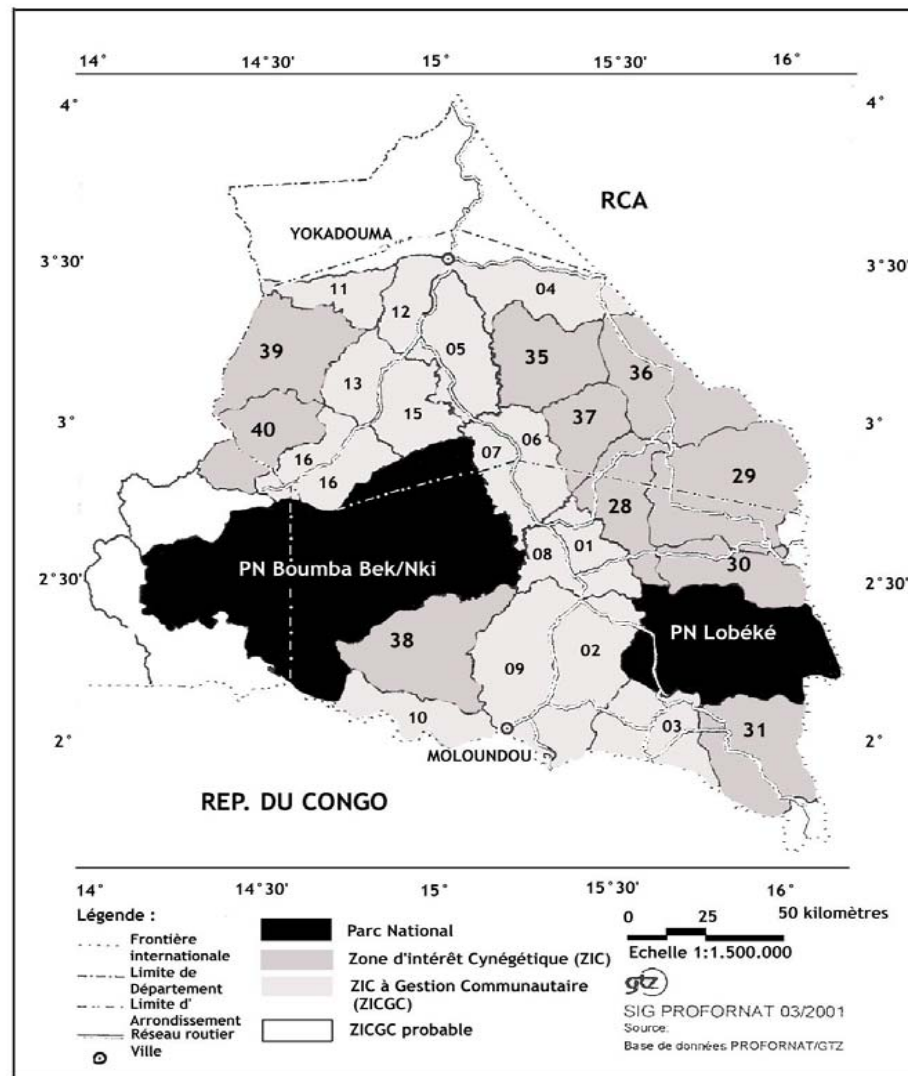 14° 14°30' 15° 15°30' 16°
4° 4°
RCA
YOKADOUMA
3°30' 3°30'
11 04
12
39 05 35 36
13
37
3° 40 15 06 3°
07
16
16 28 29
08 01
PN Boumba Bek/Nki 30
2°30' 2°30'
PN Lobéké
38 02
09
10 03 31
2° 2°
MOLOUNDOU
REP. DU CONGO
14° 14°30' 15° 15°30' 16°
Légende :
Frontière
internationale
Limite de
Département
Limite d'
Arrondissement
Réseau routier
Ville
Parc National
Zone d'intérêt Cynégétique (ZIC)
ZIC à Gestion Communautaire
(ZICGC)
ZICGC probable
0 25 50 kilomètres
Echelle 1:1.500.000
gtz
SIG PROFORNAT 03/2001
Source:
Base de données PROFORNAT/GTZ